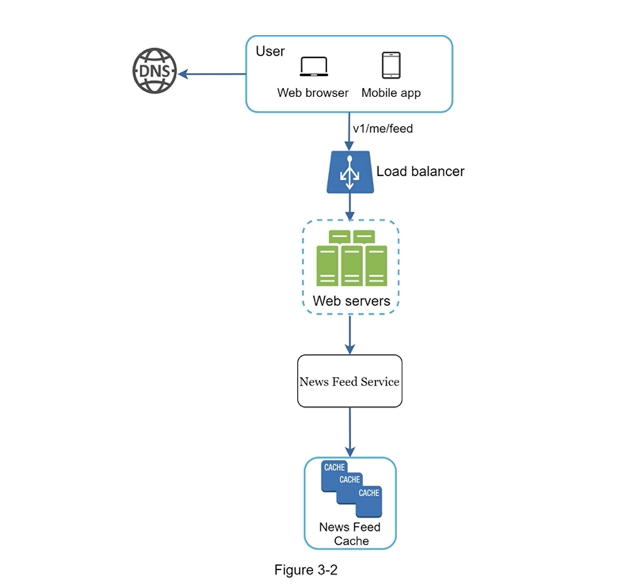 User
DNS
Web browser
Mobile app
v1/me/feed
Load balancer
Web servers
News Feed Service
CACHE
CACHE
CACHE
News Feed
Cache
Figure 3-2